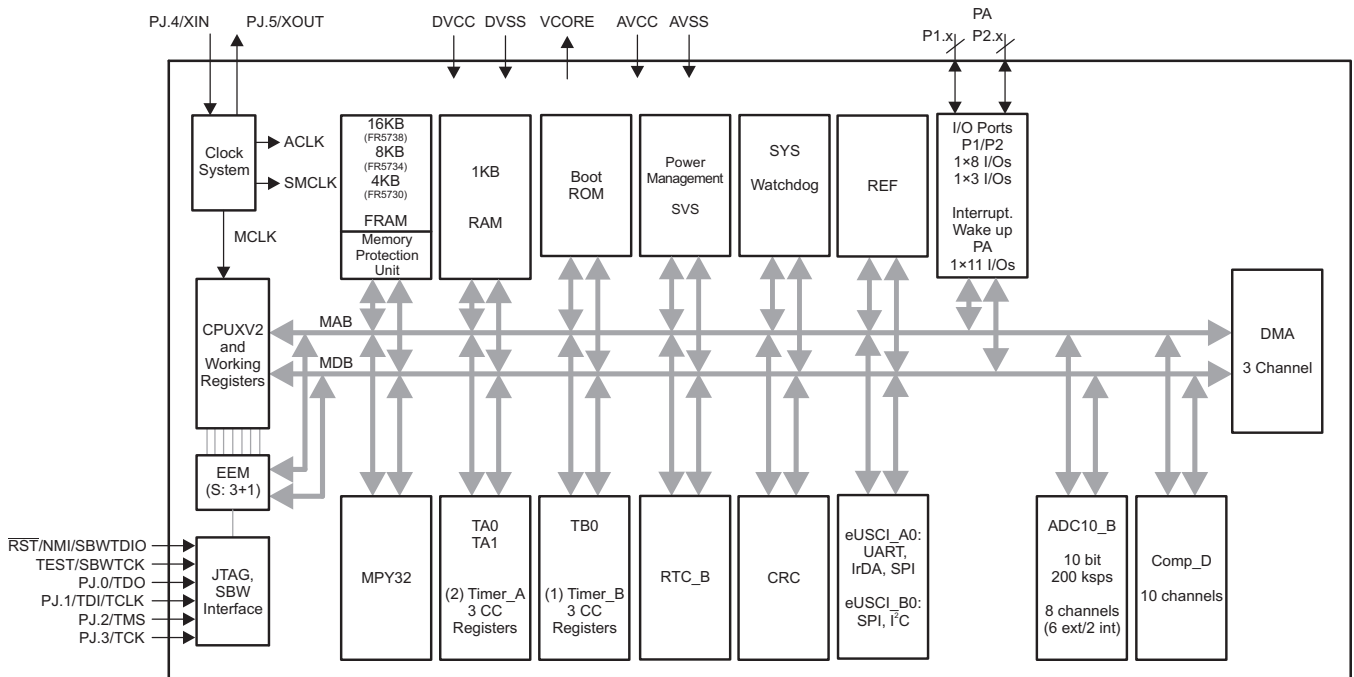 PJ.4/XIN
PJ.5/XOUT
DVCC
DVSS
VCORE
AVCC
AVSS
PA
P1.x
P2.x
Clock
System
ACLK
SMCLK
MCLK
16KB
(FR5738)
8KB
(FR5734)
4KB
(FR5730)
FRAM
Memory
Protection
Unit
1KB
RAM
Boot
ROM
Power
Management
SVS
SYS
Watchdog
REF
I/O Ports
P1/P2
1×8 I/Os
1×3 I/Os
Interrupt.
Wake up
PA
1×11 I/Os
CPUXV2
and
Working
Registers
MAB
MDB
DMA
3 Channel
EEM
(S: 3+1)
RST/NMI/SBWTDIO
TEST/SBWTCK
PJ.0/TDO
PJ.1/TDI/TCLK
PJ.2/TMS
PJ.3/TCK
JTAG,
SBW
Interface
MPY32
TA0
TA1
(2) Timer_A
3 CC
Registers
TB0
(1) Timer_B
3 CC
Registers
RTC_B
CRC
eUSCI_A0:
UART,
IrDA, SPI
eUSCI_B0:
SPI, I²C
ADC10_B
10 bit
200 ksps
8 channels
(6 ext/2 int)
Comp_D
10 channels